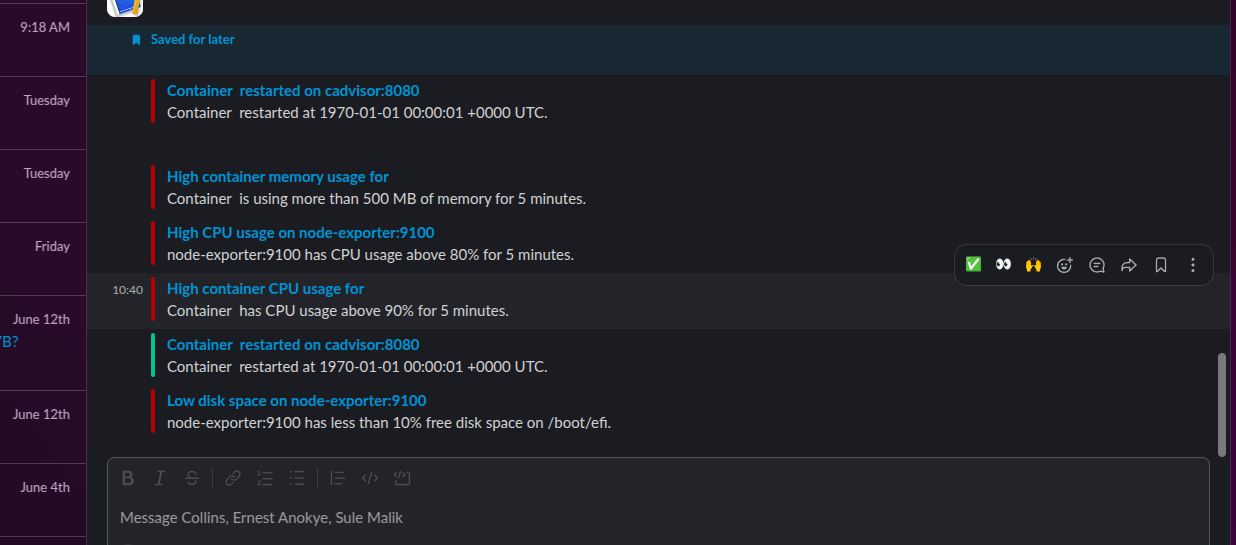 9:18 AM
Tuesday
Tuesday
Friday
June 12th
/B?
June 12th
June 4th
Saved for later
Container  restarted on cadvisor:8080
Container  restarted at 1970-01-01 00:00:01 +0000 UTC.
High container memory usage for
Container  is using more than 500 MB of memory for 5 minutes.
High CPU usage on node-exporter:9100
node-exporter:9100 has CPU usage above 80% for 5 minutes.
10:40
High container CPU usage for
Container  has CPU usage above 90% for 5 minutes.
Container  restarted on cadvisor:8080
Container  restarted at 1970-01-01 00:00:01 +0000 UTC.
Low disk space on node-exporter:9100
node-exporter:9100 has less than 10% free disk space on /boot/efi.
Message Collins, Ernest Anokye, Sule Malik